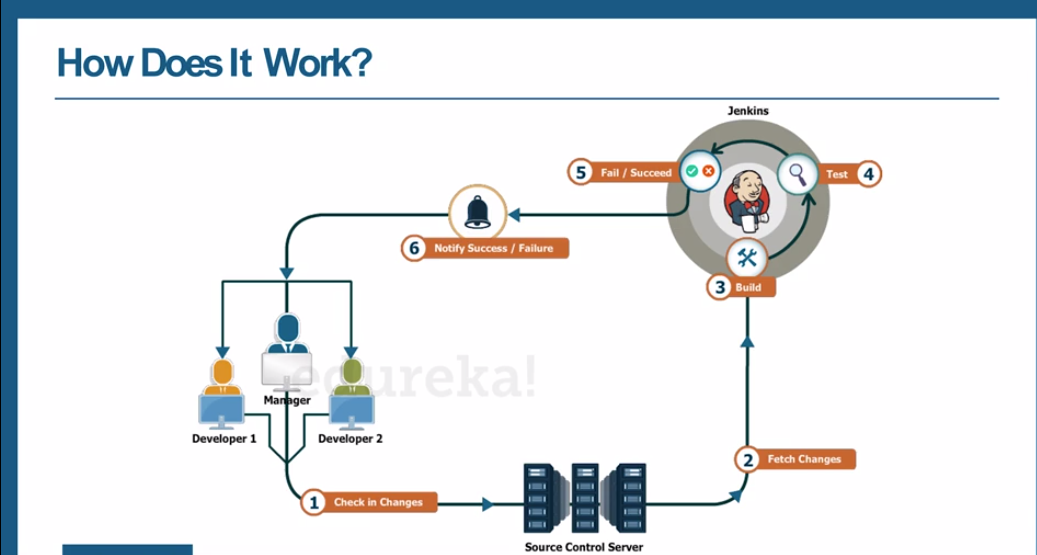 How Does It Work?
Jenkins
5 Fail / Succeed
Test 4
6 Notify Success / Failure
3 Build
edureka!
Manager
Developer 1
Developer 2
2 Fetch Changes
1 Check in Changes
Source Control Server